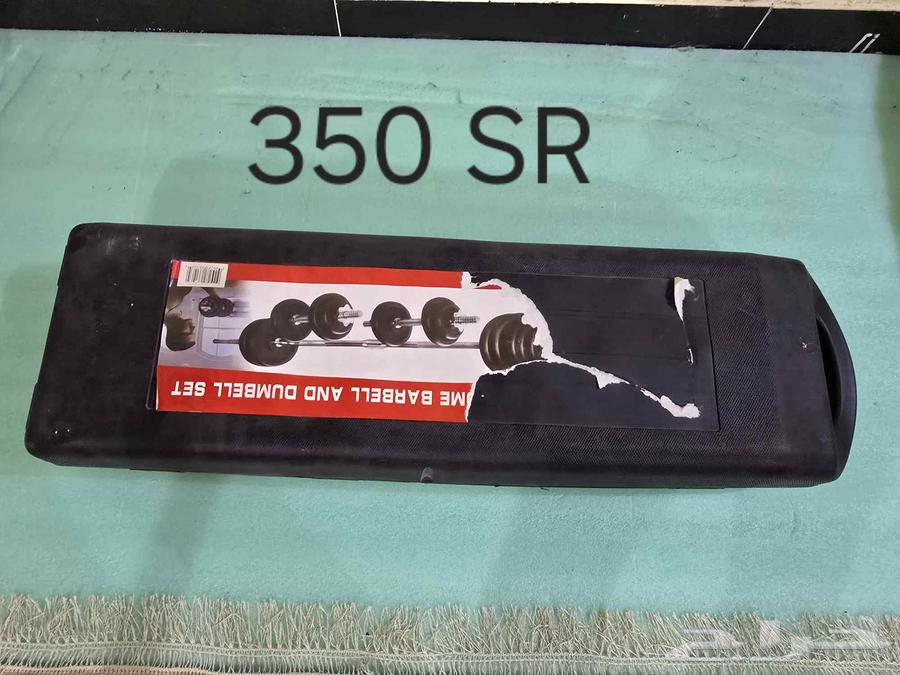 350 SR
ME BARBELL AND DUMBELL SET
حراج